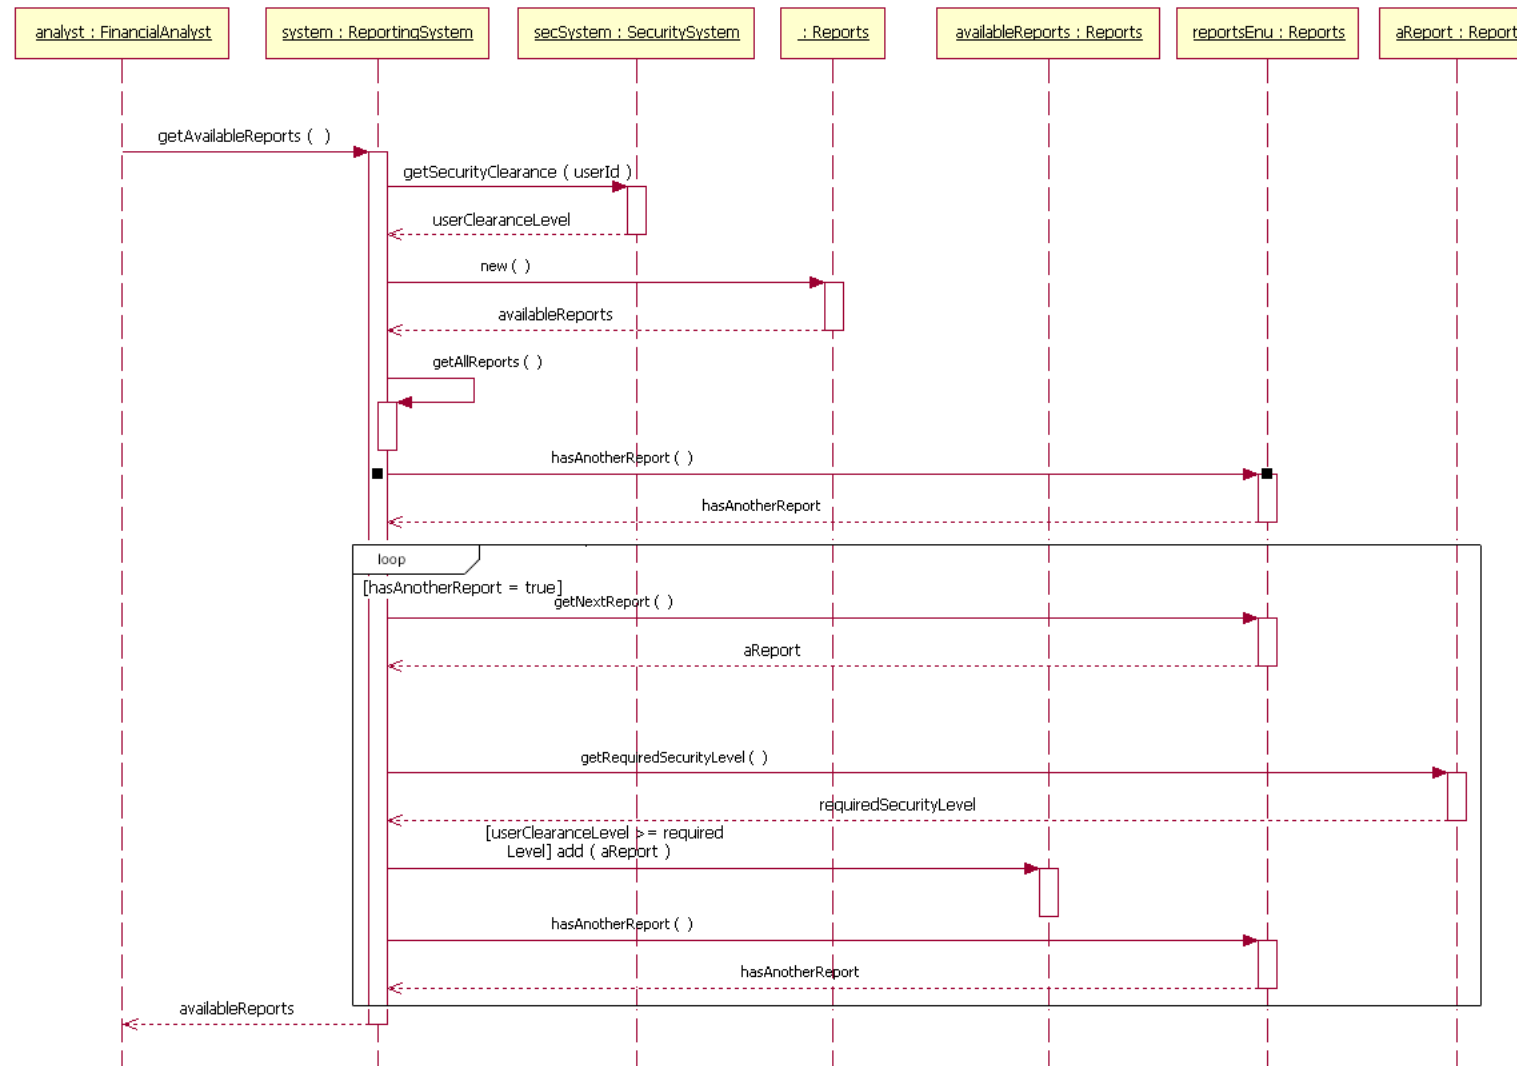 analyst : FinancialAnalyst
system : ReportingSystem
secSystem : SecuritySystem
: Reports
availableReports : Reports
reportsEnu : Reports
aReport : Report
getAvailableReports ( )
getSecurityClearance ( userId )
userClearanceLevel
new ( )
availableReports
getAllReports ( )
hasAnotherReport ( )
hasAnotherReport
loop
[hasAnotherReport = true]
getNextReport ( )
aReport
getRequiredSecurityLevel ( )
requiredSecurityLevel
[userClearanceLevel >= required
Level] add ( aReport )
hasAnotherReport ( )
hasAnotherReport
availableReports